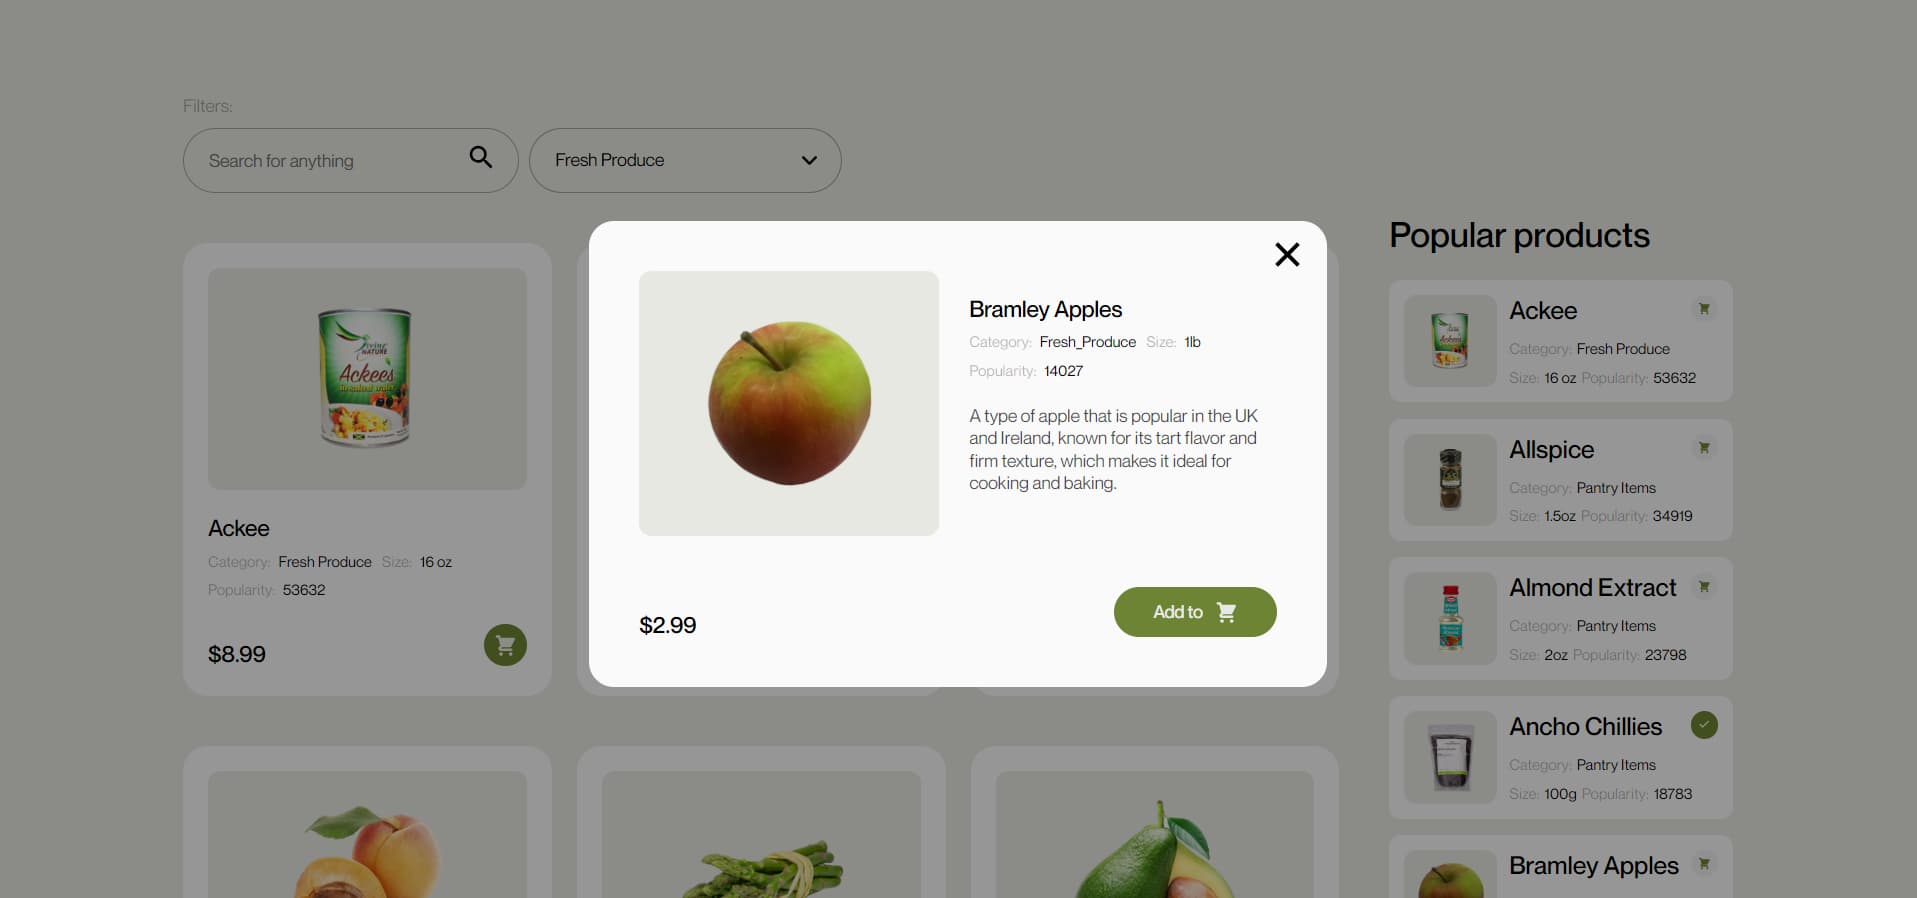 Filters:
Search for anything
Fresh Produce
Popular products
Bramley Apples
Category: Fresh_Produce Size: 1lb
Popularity: 14027
A type of apple that is popular in the UK
and Ireland, known for its tart flavor and
firm texture, which makes it ideal for
cooking and baking.
$2.99
Add to
NATURE
Ackees
Ackee
Category: Fresh Produce Size: 16 oz
Popularity: 53632
$8.99
Ackee
Category: Fresh Produce
Size: 16 oz Popularity: 53632
Allspice
Category: Pantry Items
Size: 1.5oz Popularity: 34919
Almond Extract
Category: Pantry Items
Size: 2oz Popularity: 23798
Ancho Chillies
Category: Pantry Items
Size: 100g Popularity: 18783
Bramley Apples